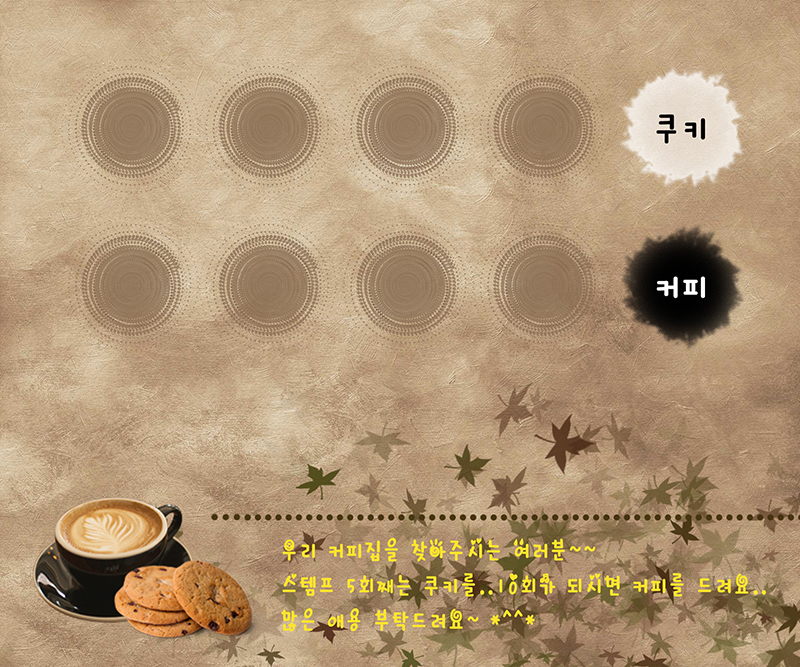 쿠키
커피
우리 커피집을 찾아주시는 여러분~~
스템프 5회째는 쿠키를..10회가 되시면 커피를 드려요..
많은 애용 부탁드려요~ *^^*